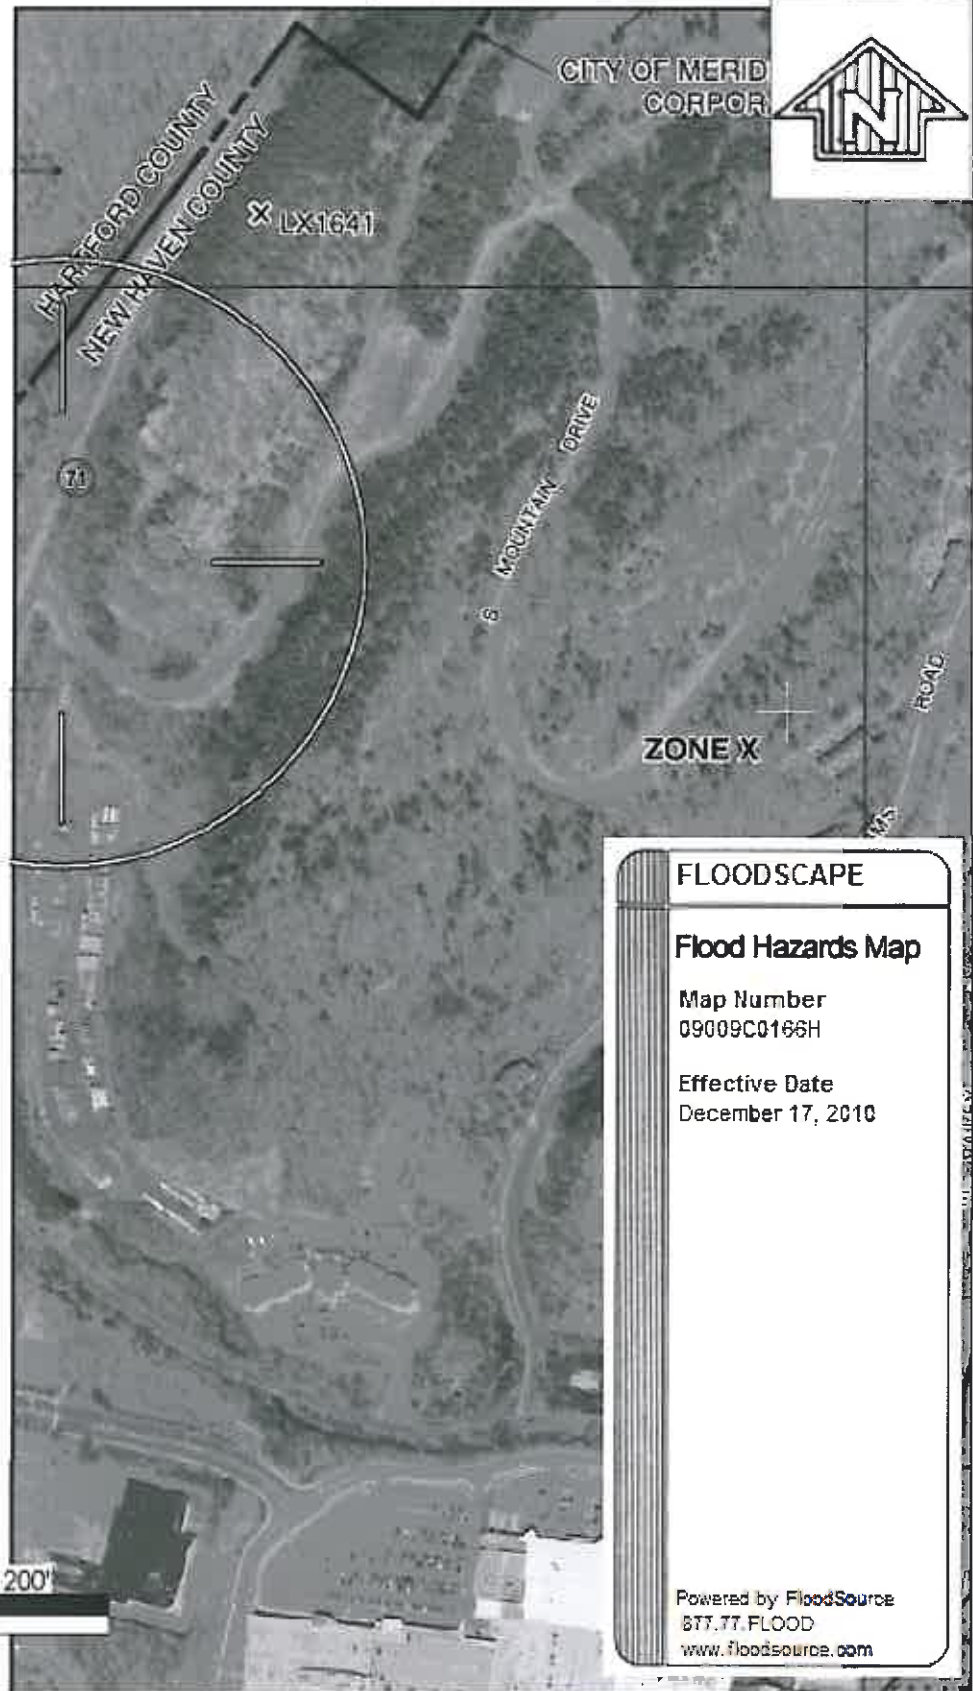 CITY OF MERID
CORPOR
N
HARTFORD COUNTY
NEW HAVEN COUNTY
X LX1641
71
S MOUNTAIN DRIVE
ROAD
ZONE X
FLOODSCAPE
Flood Hazards Map
Map Number
09009C0166H
Effective Date
December 17, 2010
200'
Powered by FloodSource
877.77.FLOOD
www.floodsource.com